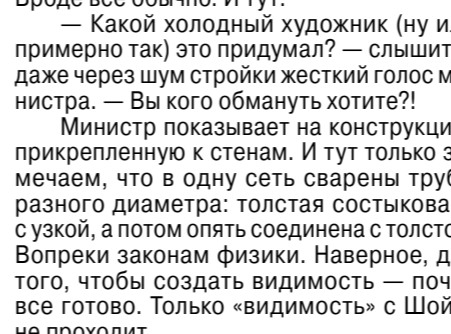 Вроде все обычно. И тут:
— Какой холодный художник (ну ил
примерно так) это придумал? — слышит
даже через шум стройки жесткий голос м
нистра. — Вы кого обмануть хотите?!
Министр показывает на конструкци
прикрепленную к стенам. И тут только з
мечаем, что в одну сеть сварены труб
разного диаметра: толстая состыкова
с узкой, а потом опять соединена с толсто
Вопреки законам физики. Наверное, д
того, чтобы создать видимость — поч
все готово. Только «видимость» с Шой
не проходит